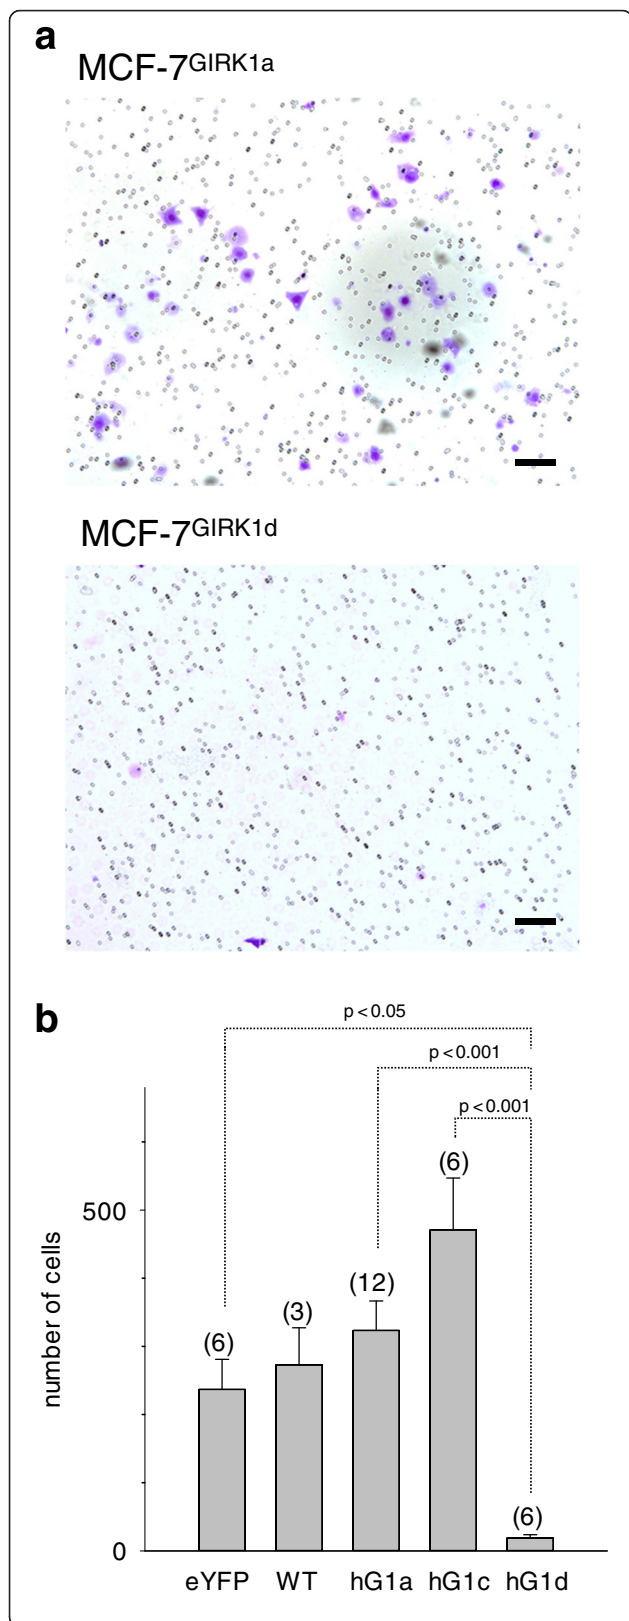 a
MCF-7GIRK1a
MCF-7GIRK1d
b
p < 0.05
p < 0.001
p < 0.001
(6)
(12)
(3)
(6)
(6)
500
0
number of cells
eYFP WT hG1a hG1c hG1d